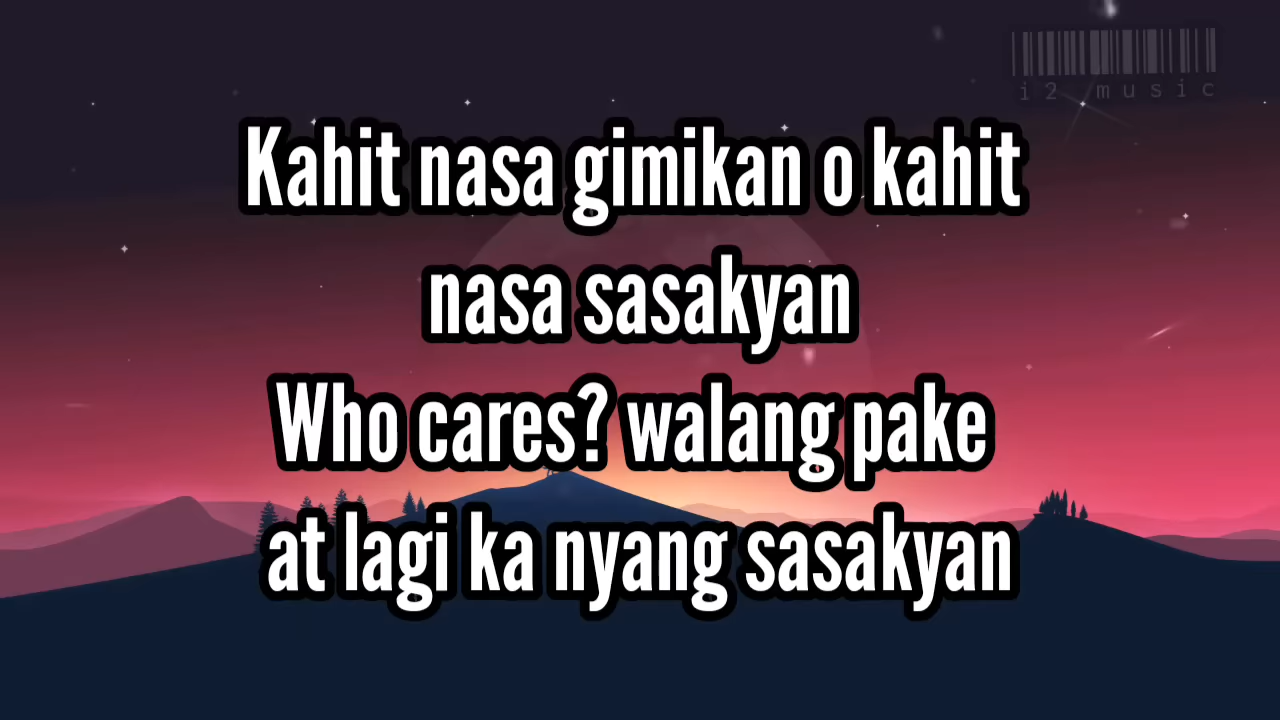 i2 music
Kahit nasa gimikan o kahit
nasa sasakyan
Who cares? walang pake
at lagi ka nyang sasakyan